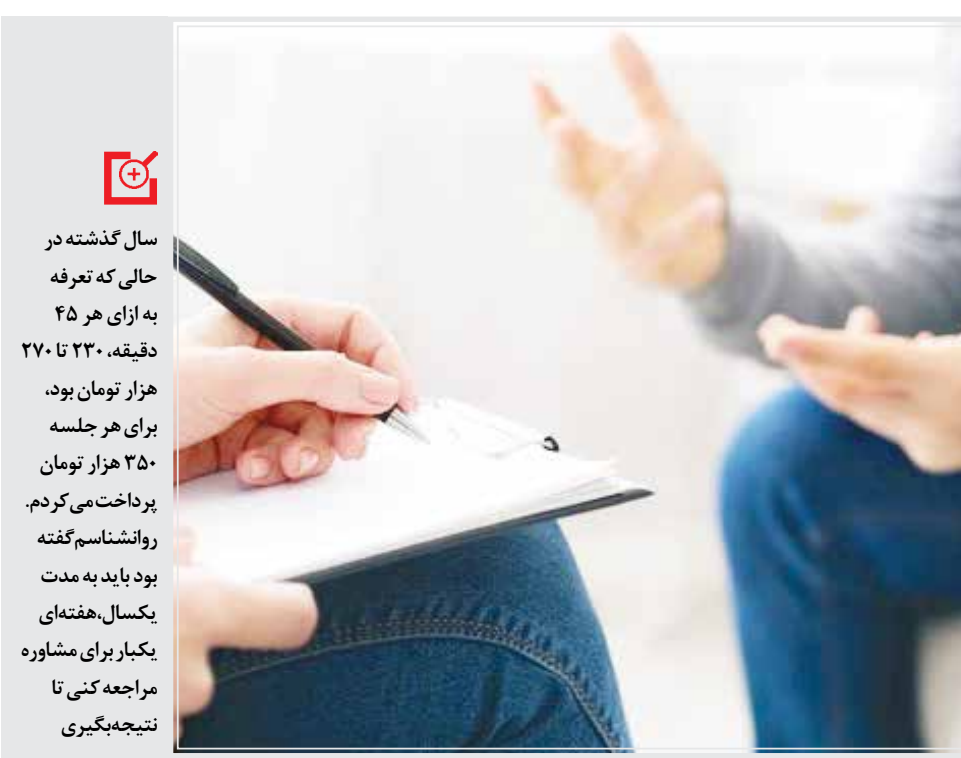 سال گذشته در
حالی که تعرفه
به ازای هر ۴۵
دقیقه، ۲۳۰ تا ۲۷۰
هزار تومان بود،
برای هر جلسه
۳۵۰ هزار تومان
پرداخت می کردم.
روانشناسم گفته
بود باید به مدت
یکسال،هفته‌ای
یکبار برای مشاوره
مراجعه کنی تا
نتیجه‌بگیری